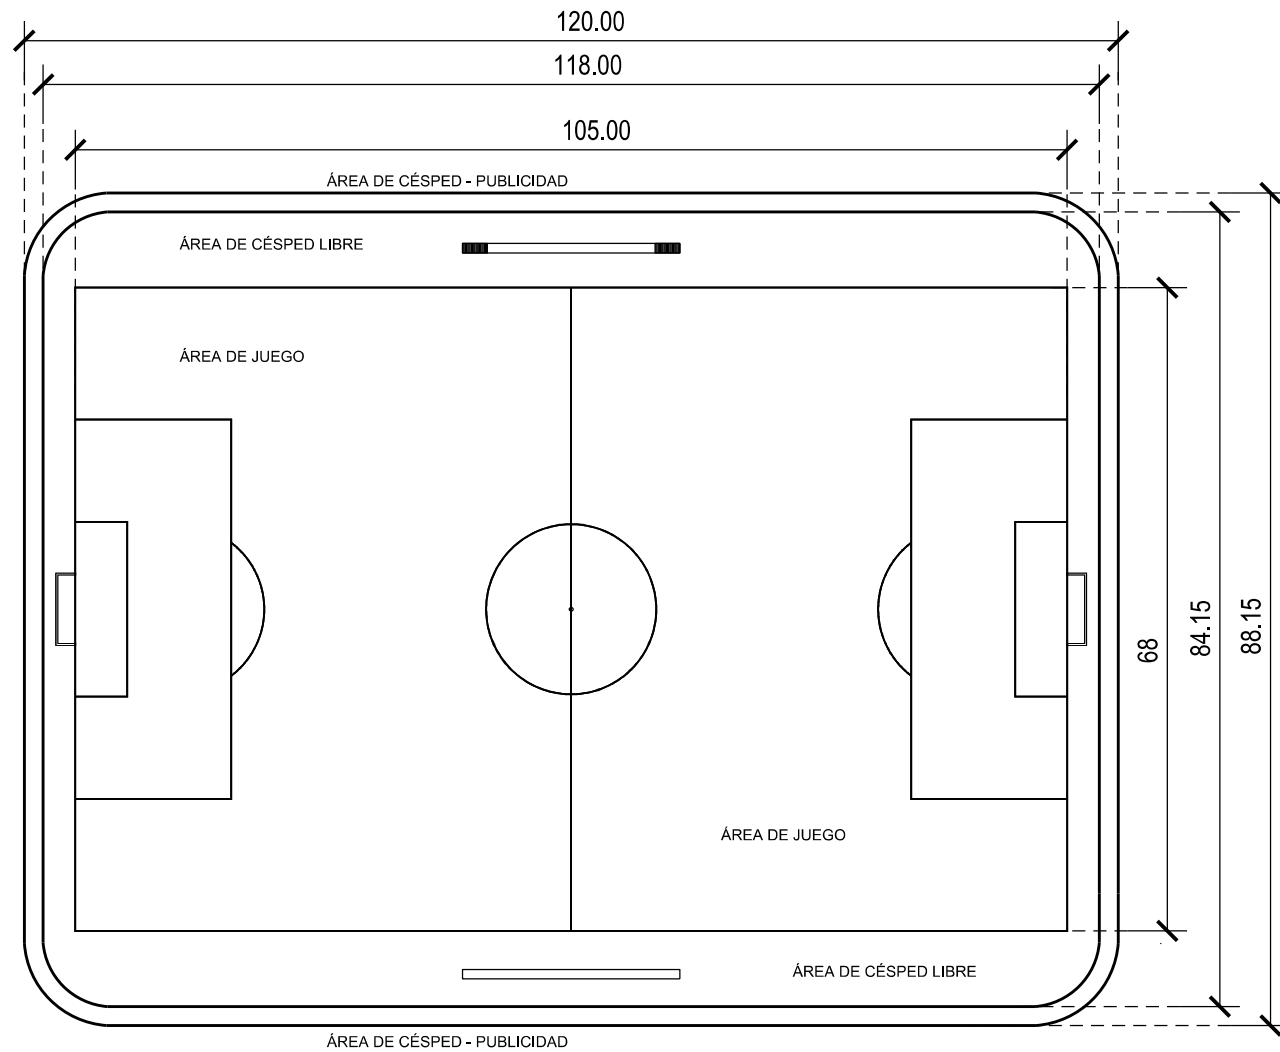 120.00
118.00
105.00
ÁREA DE CÉSPED - PUBLICIDAD
ÁREA DE CÉSPED LIBRE
ÁREA DE JUEGO
68
84.15
88.15
ÁREA DE JUEGO
ÁREA DE CÉSPED LIBRE
ÁREA DE CÉSPED - PUBLICIDAD